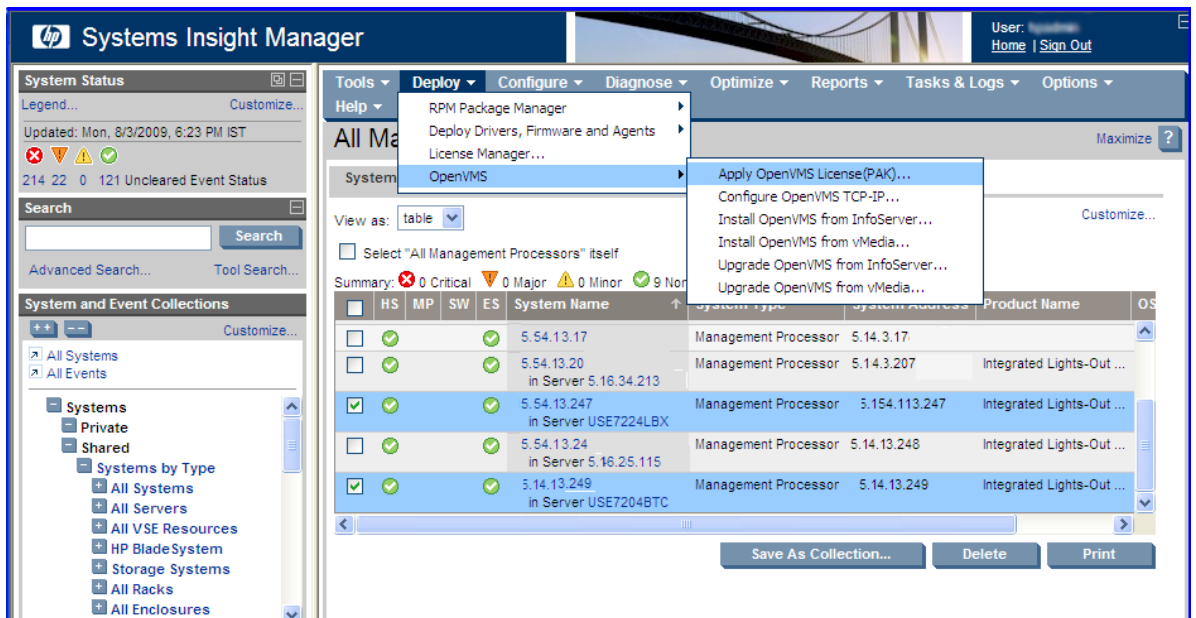 hp Systems Insight Manager
User:
Home | Sign Out
System Status
Legend... Customize...
Updated: Mon, 8/3/2009, 6:23 PM IST
214 22 0 121 Uncleared Event Status
Search
Search
Advanced Search... Tool Search...
System and Event Collections
Customize...
All Systems
All Events
Systems
Private
Shared
Systems by Type
All Systems
All Servers
All VSE Resources
HP BladeSystem
Storage Systems
All Racks
All Enclosures
Tools Deploy Configure Diagnose Optimize Reports Tasks & Logs Options
Help
RPM Package Manager
Deploy Drivers, Firmware and Agents
License Manager...
OpenVMS
Apply OpenVMS License(PAK)...
Configure OpenVMS TCP-IP...
Install OpenVMS from InfoServer...
Install OpenVMS from vMedia...
Upgrade OpenVMS from InfoServer...
Upgrade OpenVMS from vMedia...
All Ma
Maximize ?
System
View as: table
Customize...
Select "All Management Processors" itself
Summary: 0 Critical 0 Major 0 Minor 9 Nor
HS MP SW ES System Name System Type System Address Product Name OS
5.54.13.17 Management Processor 5.14.3.17
5.54.13.20 Management Processor 5.14.3.207 Integrated Lights-Out ...
in Server 5.16.34.213
5.54.13.247 Management Processor 5.154.113.247 Integrated Lights-Out ...
in Server USE7224LBX
5.54.13.24 Management Processor 5.14.13.248 Integrated Lights-Out ...
in Server 5.16.25.115
5.14.13.249 Management Processor 5.14.13.249 Integrated Lights-Out ...
in Server USE7204BTC
Save As Collection... Delete Print